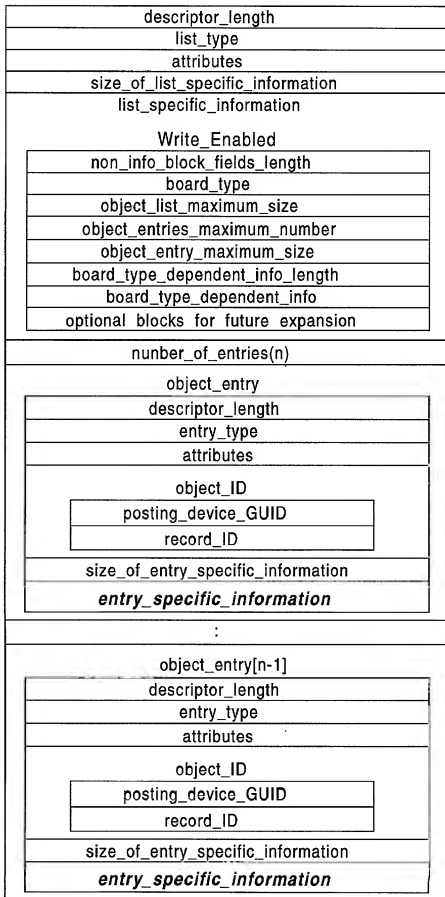 descriptor_length
list_type
attributes
size_of_list_specific_information
list_specific_information
Write_Enabled
non_info_block_fields_length
board_type
object_list_maximum_size
object_entries_maximum_number
object_entry_maximum_size
board_type_dependent_info_length
board_type_dependent_info
optional blocks for future expansion
nunber_of_entries(n)
object_entry
descriptor_length
entry_type
attributes
object_ID
posting_device_GUID
record_ID
size_of_entry_specific_information
entry_specific_information
:
object_entry[n-1]
descriptor_length
entry_type
attributes
object_ID
posting_device_GUID
record_ID
size_of_entry_specific_information
entry_specific_information